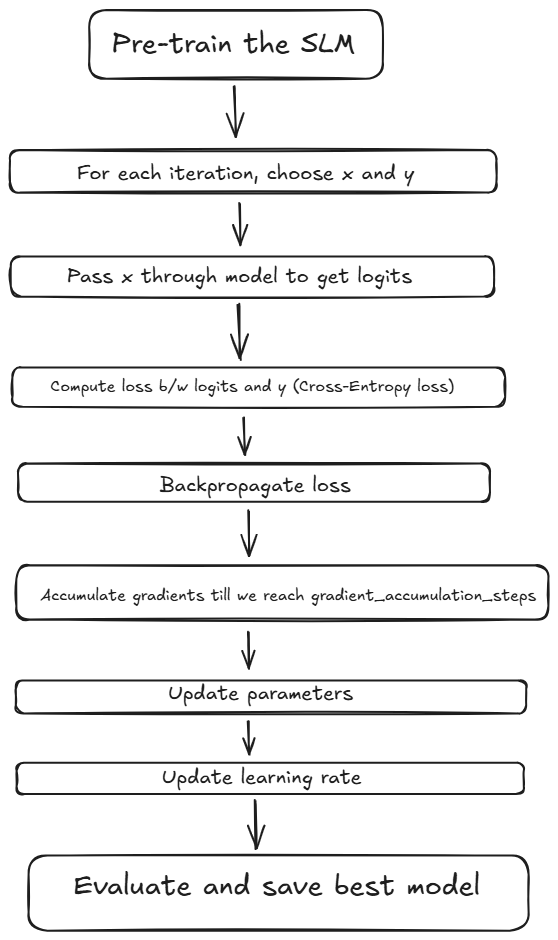 Pre-train the SLM
For each iteration, choose x and y
Pass x through model to get logits
Compute loss b/w logits and y (Cross-Entropy loss)
Backpropagate loss
Accumulate gradients till we reach gradient_accumulation_steps
Update parameters
Update learning rate
Evaluate and save best model